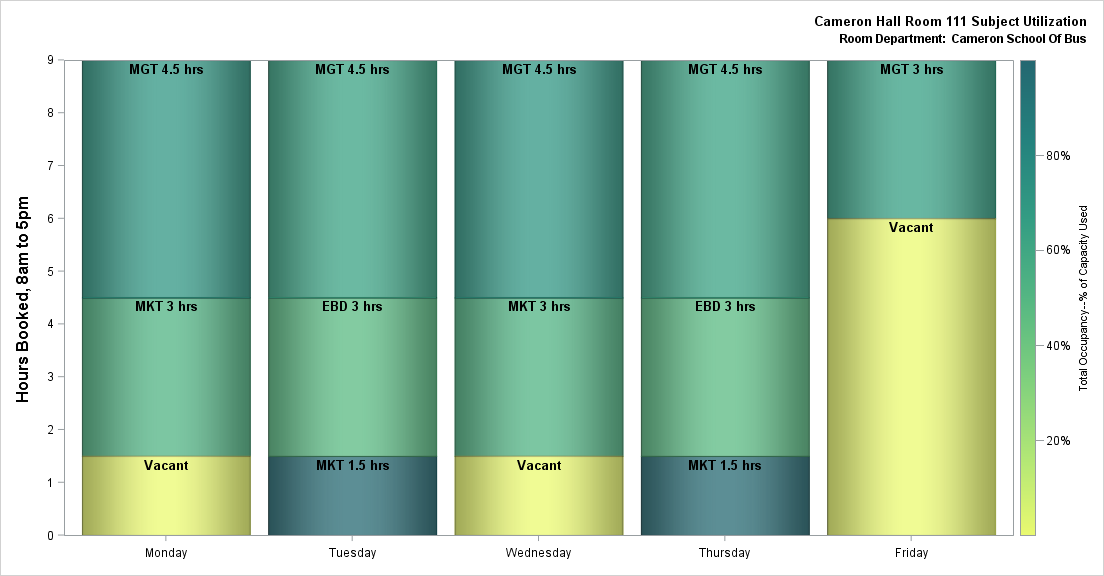 Cameron Hall Room 111 Subject Utilization
Room Department: Cameron School Of Bus
Hours Booked, 8am to 5pm
9
8
7
6
5
4
3
2
1
0
MGT 4.5 hrs
MKT 3 hrs
Vacant
MGT 4.5 hrs
EBD 3 hrs
MKT 1.5 hrs
MGT 4.5 hrs
MKT 3 hrs
Vacant
MGT 4.5 hrs
EBD 3 hrs
MKT 1.5 hrs
MGT 3 hrs
Vacant
Monday
Tuesday
Wednesday
Thursday
Friday
80%
60%
40%
20%
Total Occupancy--% of Capacity Used